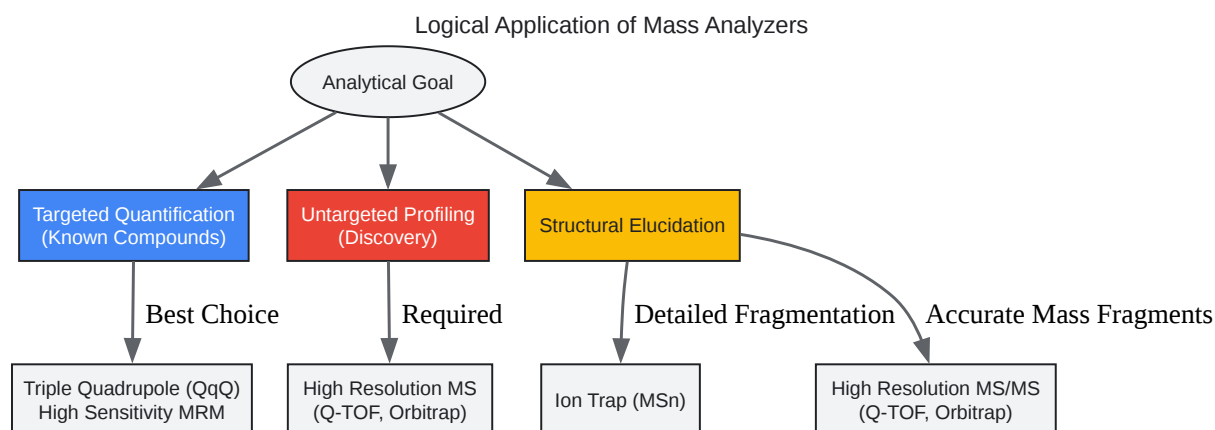 Logical Application of Mass Analyzers
Analytical Goal
Targeted Quantification
(Known Compounds)
Untargeted Profiling
(Discovery)
Structural Elucidation
Best Choice
Required
Detailed Fragmentation
Accurate Mass Fragments
Triple Quadrupole (QqQ)
High Sensitivity MRM
High Resolution MS
(Q-TOF, Orbitrap)
Ion Trap (MSn)
High Resolution MS/MS
(Q-TOF, Orbitrap)